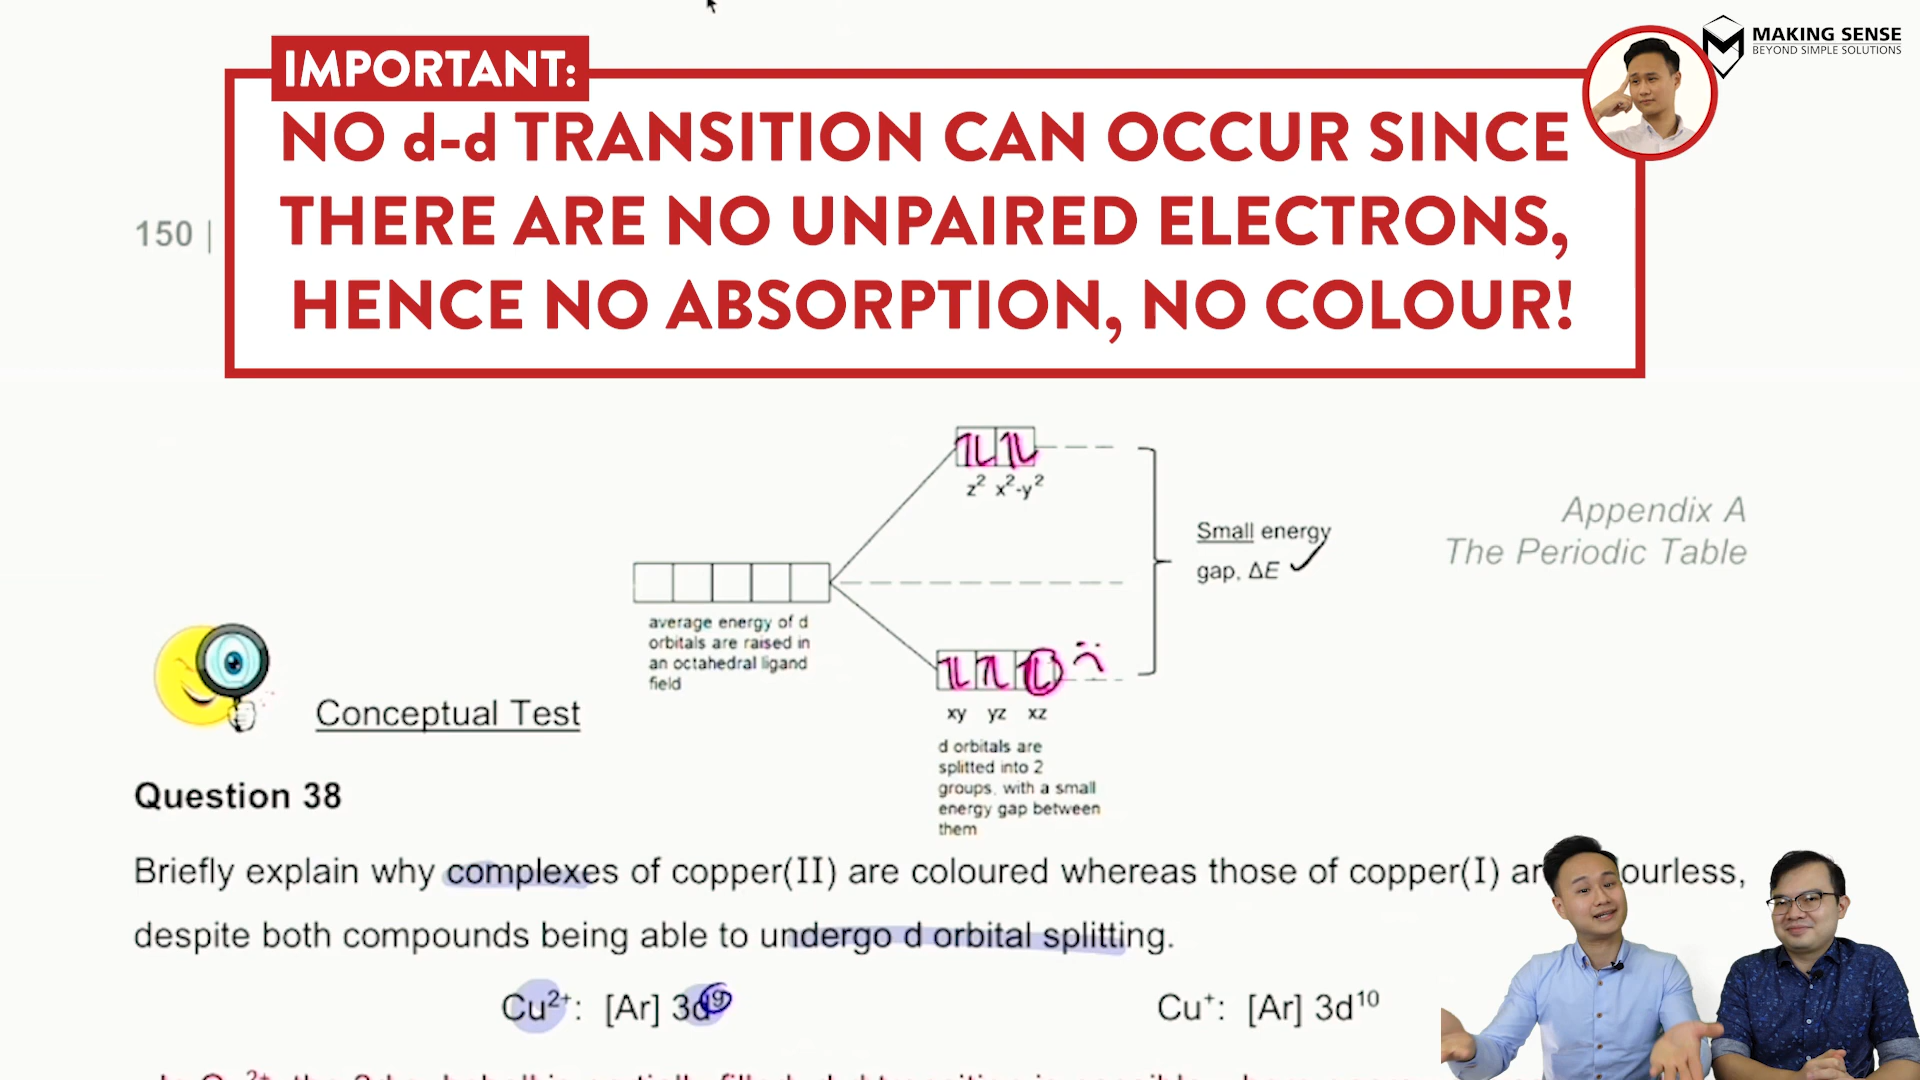 MAKING SENSE
BEYOND SIMPLE SOLUTIONS
IMPORTANT:
NO d-d TRANSITION CAN OCCUR SINCE
THERE ARE NO UNPAIRED ELECTRONS,
HENCE NO ABSORPTION, NO COLOUR!
150 |
z² x²-y²
Small energy
gap, ΔE
Appendix A
The Periodic Table
average energy of d
orbitals are raised in
an octahedral ligand
field
xy yz xz
d orbitals are
splitted into 2
groups, with a small
energy gap between
them
Conceptual Test
Question 38
Briefly explain why complexes of copper(II) are coloured whereas those of copper(I) ar ourless,
despite both compounds being able to undergo d orbital splitting.
Cu²⁺: [Ar] 3d⁹
Cu⁺: [Ar] 3d¹⁰